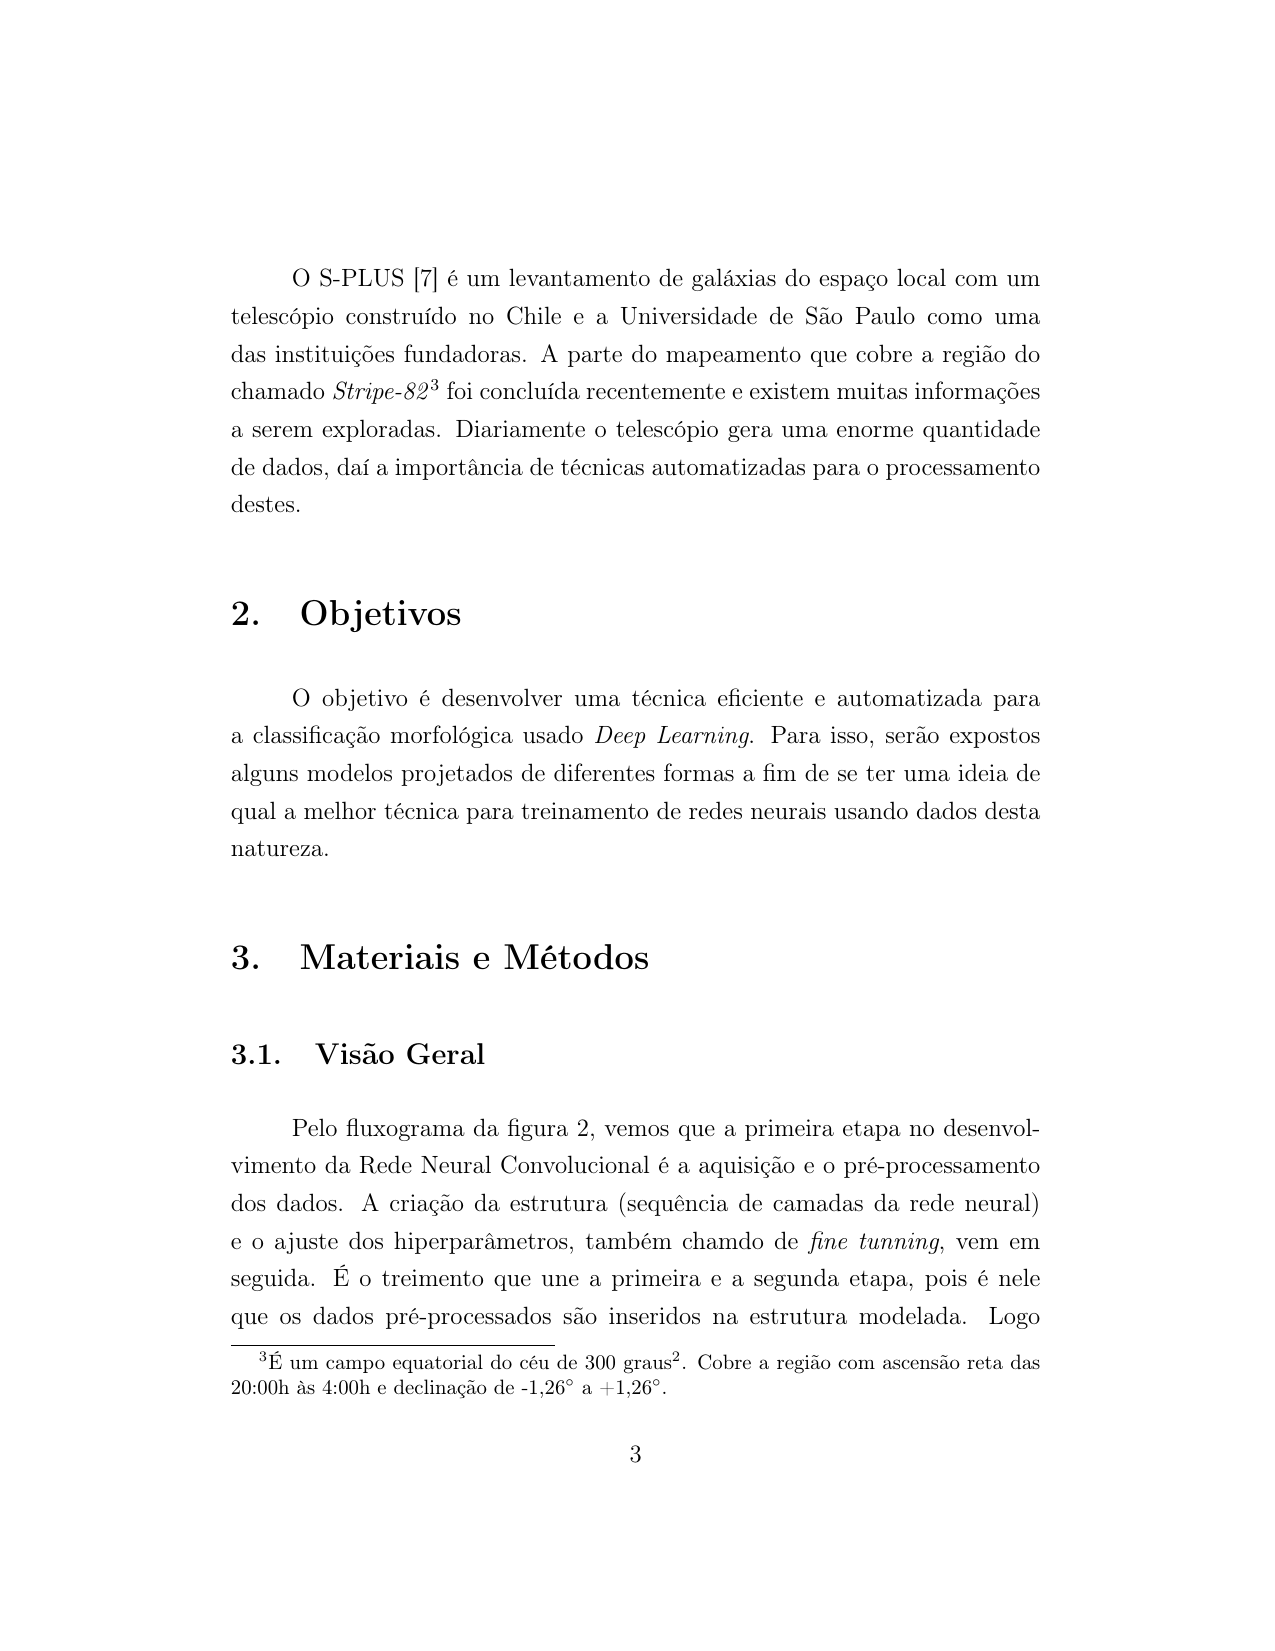 O S-PLUS [7] é um levantamento de galáxias do espaço local com um
telescópio construído no Chile e a Universidade de São Paulo como uma
das instituições fundadoras. A parte do mapeamento que cobre a região do
chamado Stripe-82³ foi concluída recentemente e existem muitas informações
a serem exploradas. Diariamente o telescópio gera uma enorme quantidade
de dados, daí a importância de técnicas automatizadas para o processamento
destes.
2. Objetivos
O objetivo é desenvolver uma técnica eficiente e automatizada para
a classificação morfológica usado Deep Learning. Para isso, serão expostos
alguns modelos projetados de diferentes formas a fim de se ter uma ideia de
qual a melhor técnica para treinamento de redes neurais usando dados desta
natureza.
3. Materiais e Métodos
3.1. Visão Geral
Pelo fluxograma da figura 2, vemos que a primeira etapa no desenvol-
vimento da Rede Neural Convolucional é a aquisição e o pré-processamento
dos dados. A criação da estrutura (sequência de camadas da rede neural)
e o ajuste dos hiperparâmetros, também chamdo de fine tunning, vem em
seguida. É o treimento que une a primeira e a segunda etapa, pois é nele
que os dados pré-processados são inseridos na estrutura modelada. Logo
³É um campo equatorial do céu de 300 graus². Cobre a região com ascensão reta das
20:00h às 4:00h e declinação de -1,26° a +1,26°.
3